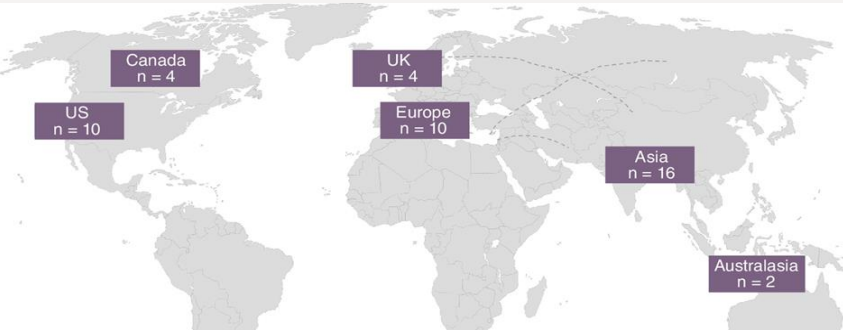 Canada
n = 4
US
n = 10
UK
n = 4
Europe
n = 10
Asia
n = 16
Australasia
n = 2